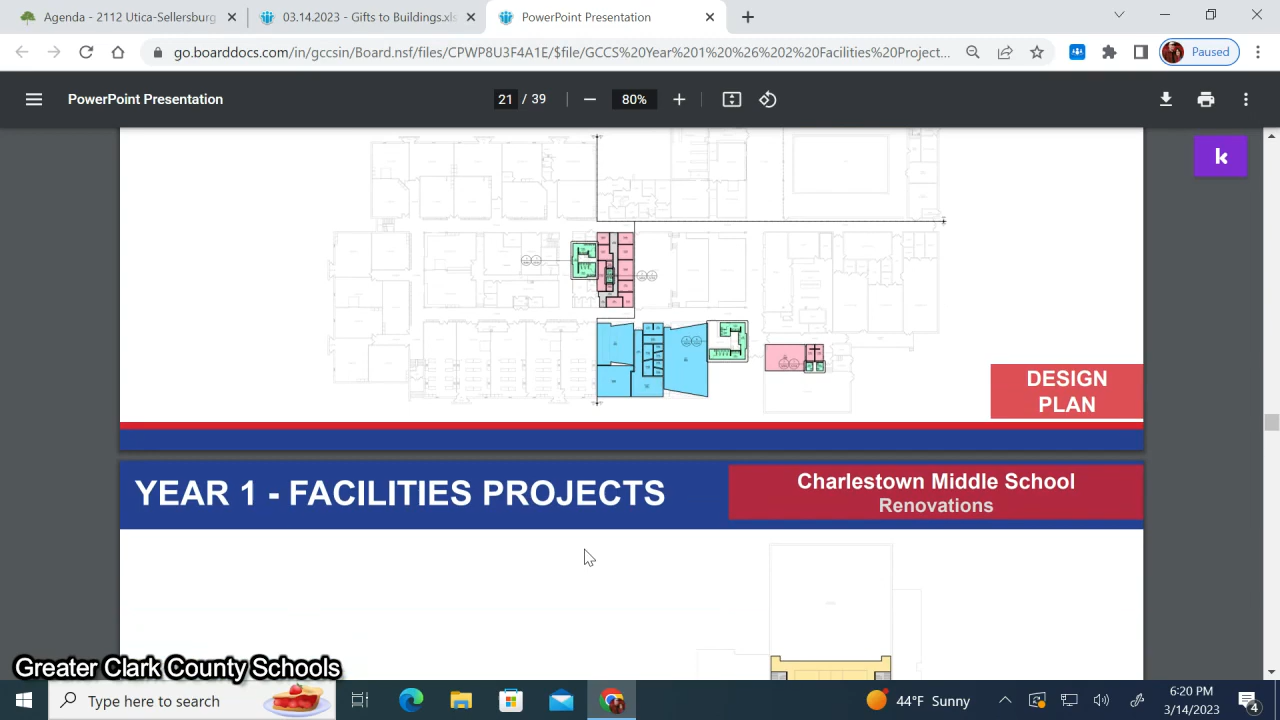 Agenda - 2112 Utica-Sellersburg
03.14.2023 - Gifts to Buildings.xls
PowerPoint Presentation
go.boarddocs.com/in/gccsin/Board.nsf/files/CPWP8U3F4A1E/$file/GCCS%20Year%201%20%26%202%20Facilities%20Project...
Paused
PowerPoint Presentation
21 / 39
80%
k
DESIGN
PLAN
YEAR 1 - FACILITIES PROJECTS
Charlestown Middle School
Renovations
Greater Clark County Schools
Type here to search
44°F Sunny
6:20 PM
3/14/2023
4